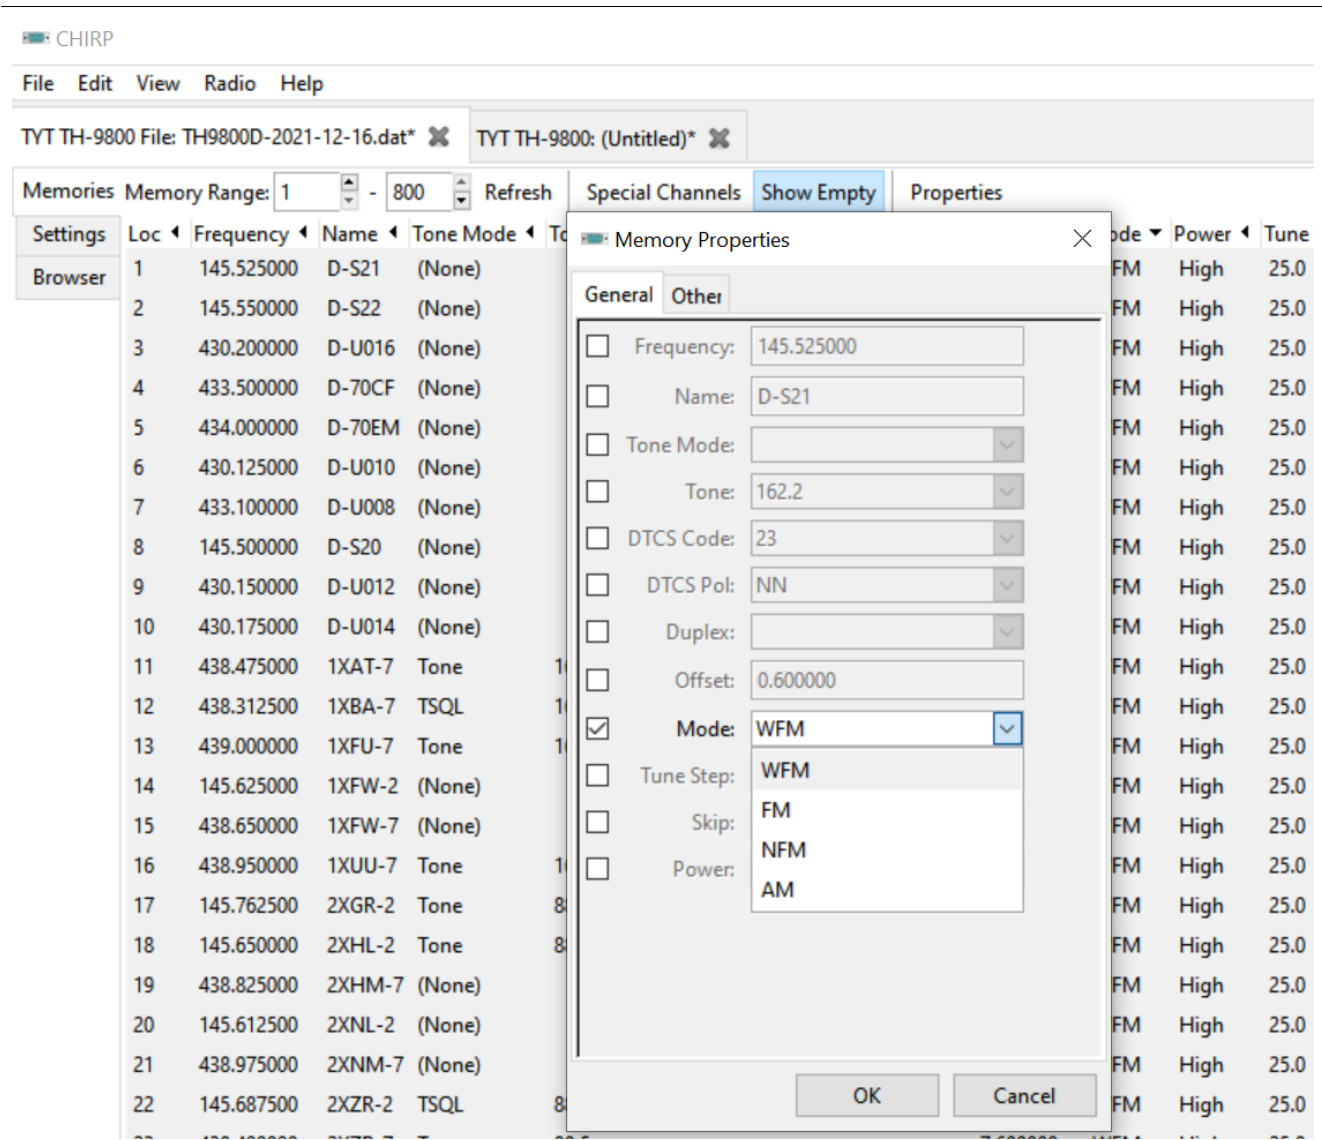 CHIRP
File Edit View Radio Help
TYT TH-9800 File: TH9800D-2021-12-16.dat* TYT TH-9800: (Untitled)*
Memories Memory Range: 1 - 800 Refresh Special Channels Show Empty Properties
Settings
Browser
Loc Frequency Name Tone Mode To ode Power Tune
1 145.525000 D-S21 (None) FM High 25.0
2 145.550000 D-S22 (None) FM High 25.0
3 430.200000 D-U016 (None) FM High 25.0
4 433.500000 D-70CF (None) FM High 25.0
5 434.000000 D-70EM (None) FM High 25.0
6 430.125000 D-U010 (None) FM High 25.0
7 433.100000 D-U008 (None) FM High 25.0
8 145.500000 D-S20 (None) FM High 25.0
9 430.150000 D-U012 (None) FM High 25.0
10 430.175000 D-U014 (None) FM High 25.0
11 438.475000 1XAT-7 Tone 1 FM High 25.0
12 438.312500 1XBA-7 TSQL 1 FM High 25.0
13 439.000000 1XFU-7 Tone 1 FM High 25.0
14 145.625000 1XFW-2 (None) FM High 25.0
15 438.650000 1XFW-7 (None) FM High 25.0
16 438.950000 1XUU-7 Tone 1 FM High 25.0
17 145.762500 2XGR-2 Tone 8 FM High 25.0
18 145.650000 2XHL-2 Tone 8 FM High 25.0
19 438.825000 2XHM-7 (None) FM High 25.0
20 145.612500 2XNL-2 (None) FM High 25.0
21 438.975000 2XNM-7 (None) FM High 25.0
22 145.687500 2XZR-2 TSQL 8 FM High 25.0
Memory Properties
General Other
Frequency: 145.525000
Name: D-S21
Tone Mode:
Tone: 162.2
DTCS Code: 23
DTCS Pol: NN
Duplex:
Offset: 0.600000
Mode: WFM
WFM
FM
NFM
AM
Tune Step:
Skip:
Power:
OK Cancel